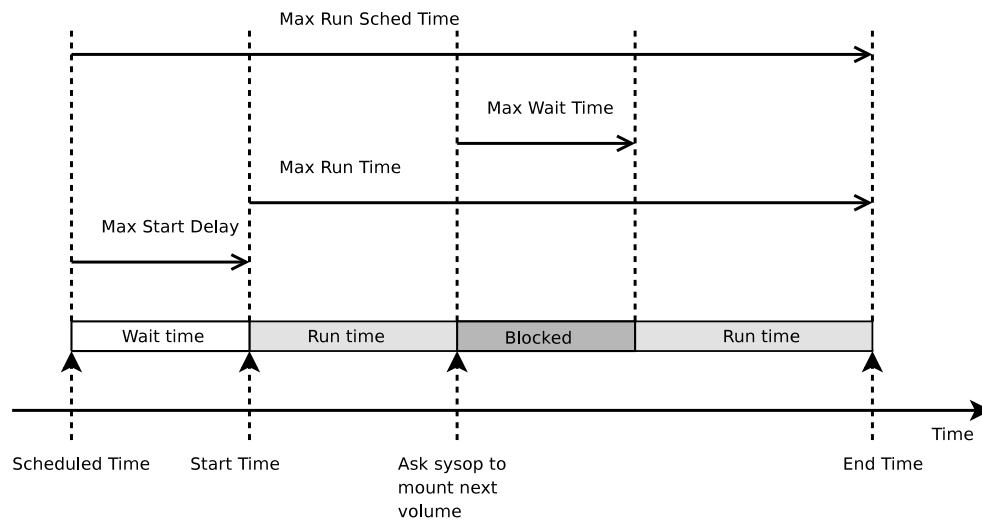 Max Run Sched Time
Max Wait Time
Max Run Time
Max Start Delay
Wait time
Run time
Blocked
Run time
Time
Scheduled Time
Start Time
Ask sysop to
mount next
volume
End Time